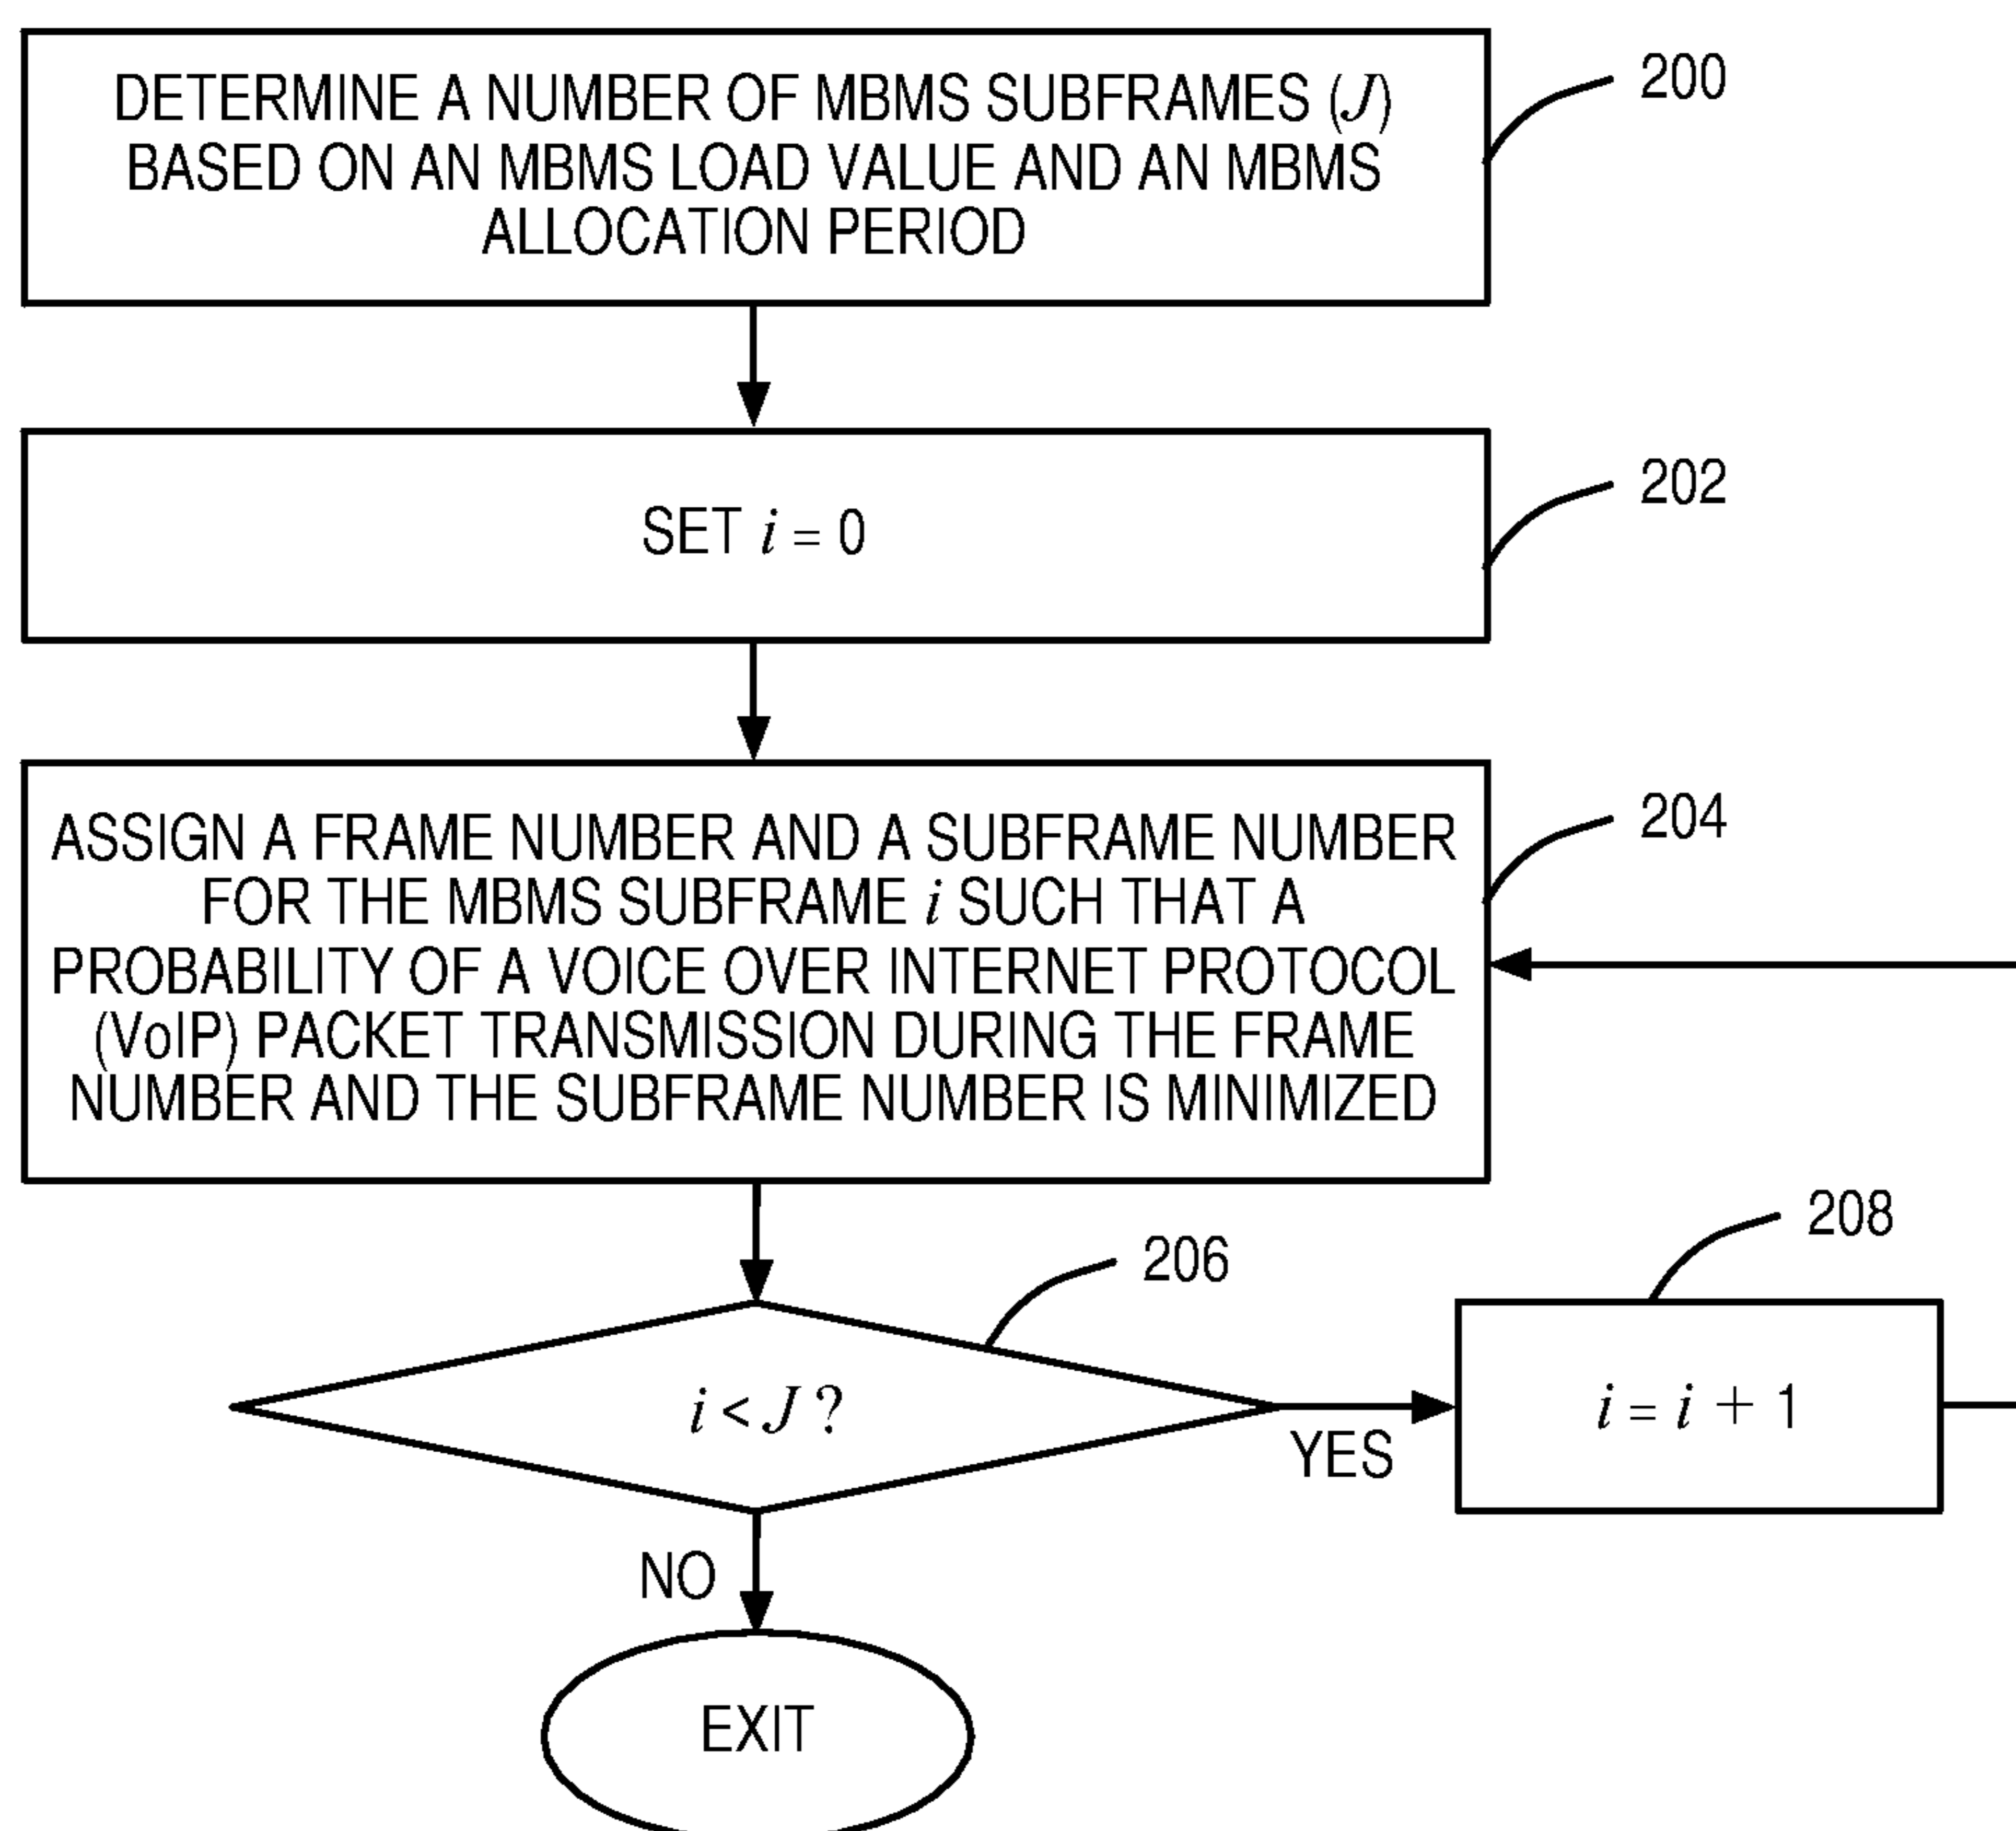 DETERMINE A NUMBER OF MBMS SUBFRAMES (J)
BASED ON AN MBMS LOAD VALUE AND AN MBMS
ALLOCATION PERIOD
200
SET i = 0
202
ASSIGN A FRAME NUMBER AND A SUBFRAME NUMBER
FOR THE MBMS SUBFRAME i SUCH THAT A
PROBABILITY OF A VOICE OVER INTERNET PROTOCOL
(VoIP) PACKET TRANSMISSION DURING THE FRAME
NUMBER AND THE SUBFRAME NUMBER IS MINIMIZED
204
206
208
i < J ?
YES
i = i + 1
NO
EXIT